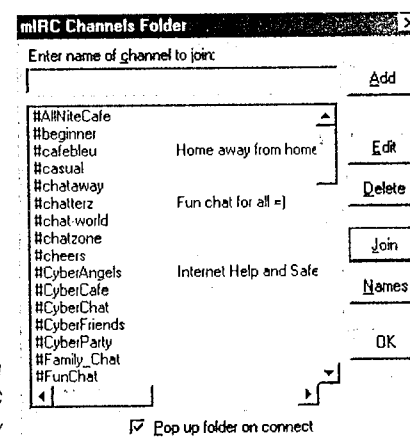 mIRC Channels Folder
Enter name of channel to join:
Add
#AllNiteCafe
#beginner
#cafebleu Home away from home
Edit
#casual
#chataway
Delete
#chatterz Fun chat for all =]
#chat-world
#chatzone
Join
#cheers
#CyberAngels Internet Help and Safe
Names
#CyberCafe
#CyberChat
#CyberFriends
OK
#CyberParty
#Family_Chat
#FunChat
Pop up folder on connect